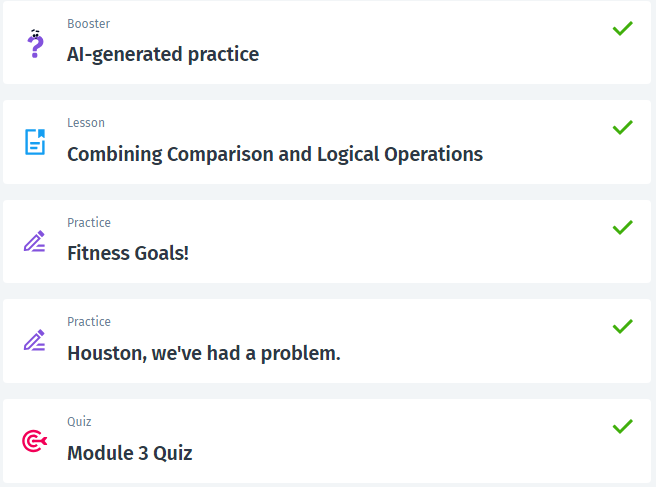 Booster
AI-generated practice
Lesson
Combining Comparison and Logical Operations
Practice
Fitness Goals!
Practice
Houston, we've had a problem.
Quiz
Module 3 Quiz